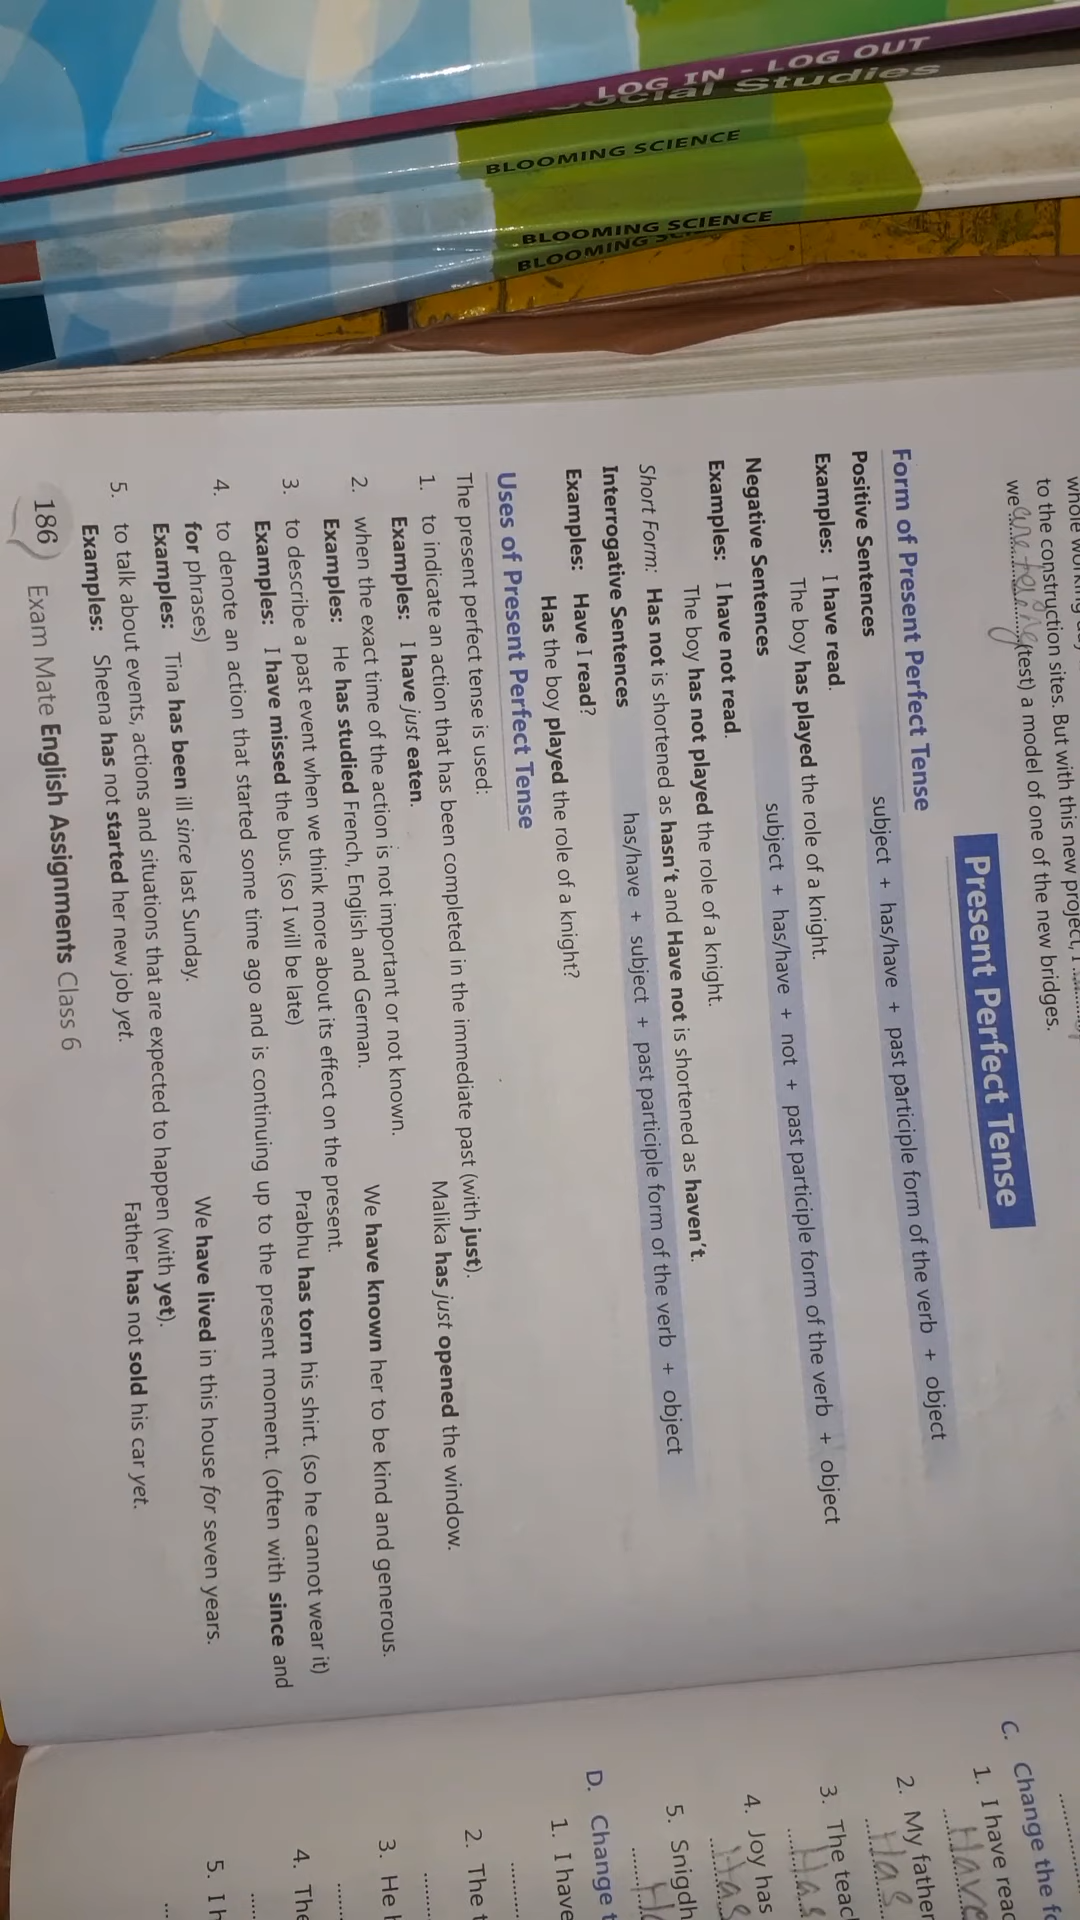 LOG IN - LOG OUT
Social Studies
BLOOMING SCIENCE
BLOOMING SCIENCE
BLOOMING
whole working
to the construction sites. But with this new project, I
we are testing (test) a model of one of the new bridges.
Present Perfect Tense
Form of Present Perfect Tense
Positive Sentences subject + has/have + past participle form of the verb + object
Examples: I have read.
The boy has played the role of a knight.
Negative Sentences subject + has/have + not + past participle form of the verb + object
Examples: I have not read.
The boy has not played the role of a knight.
Short Form: Has not is shortened as hasn't and Have not is shortened as haven't.
Interrogative Sentences has/have + subject + past participle form of the verb + object
Examples: Have I read?
Has the boy played the role of a knight?
Uses of Present Perfect Tense
The present perfect tense is used:
1. to indicate an action that has been completed in the immediate past (with just).
Examples: I have just eaten. Malika has just opened the window.
2. when the exact time of the action is not important or not known.
Examples: He has studied French, English and German. We have known her to be kind and generous.
3. to describe a past event when we think more about its effect on the present.
Examples: I have missed the bus. (so I will be late) Prabhu has torn his shirt. (so he cannot wear it)
4. to denote an action that started some time ago and is continuing up to the present moment. (often with since and
for phrases)
Examples: Tina has been ill since last Sunday. We have lived in this house for seven years.
5. to talk about events, actions and situations that are expected to happen (with yet).
Examples: Sheena has not started her new job yet. Father has not sold his car yet.
186 Exam Mate English Assignments Class 6
C. Change the fo
1. I have read
Have
2. My father
Has
3. The teac
Has
4. Joy has
Has
5. Snigdh
D. Change t
1. I have
2. The t
3. He h
4. The
5. I h